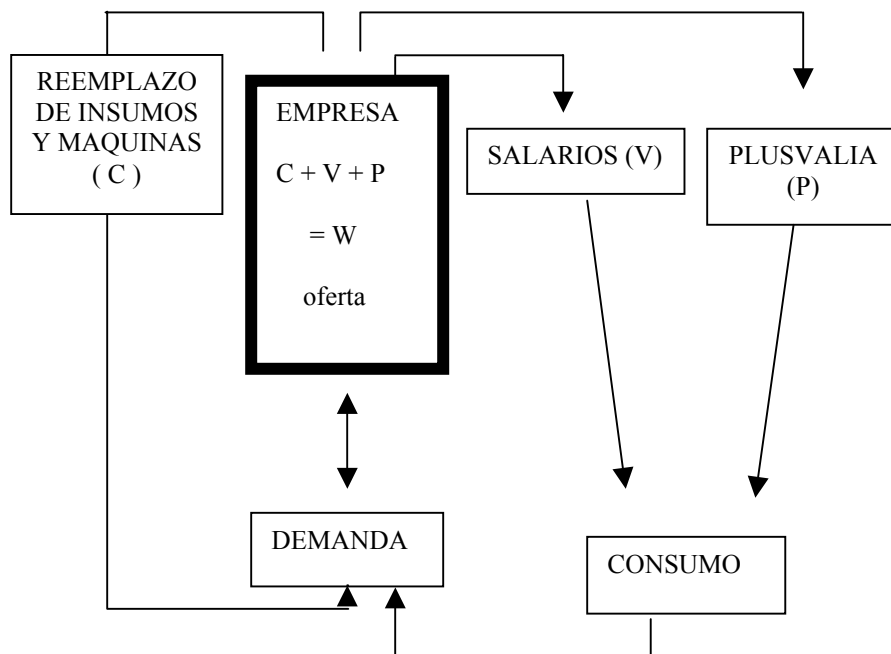 REEMPLAZO
DE INSUMOS
Y MAQUINAS
( C )
EMPRESA
C + V + P
= W
oferta
SALARIOS (V)
PLUSVALIA
(P)
DEMANDA
CONSUMO